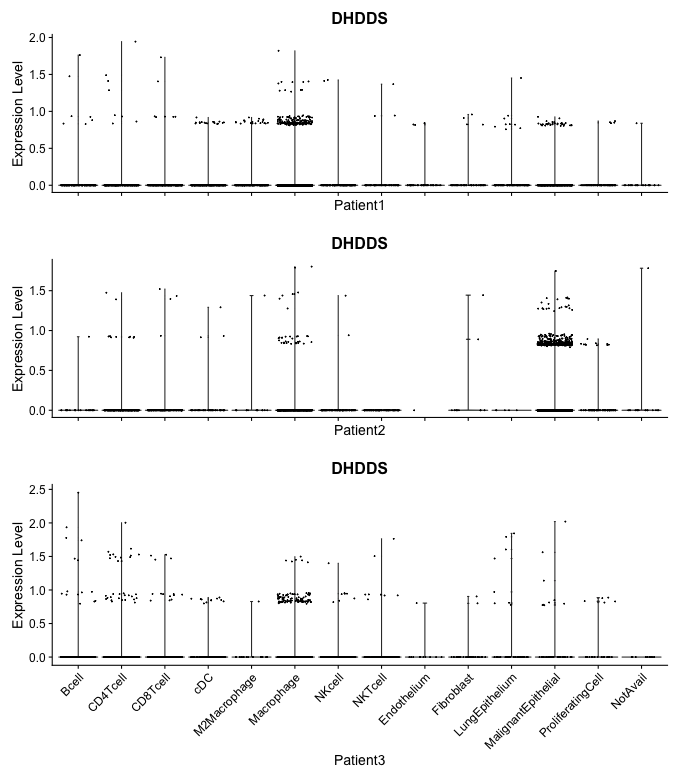 DHDDS
Expression Level
2.0
1.5
1.0
0.5
0.0
Patient1
DHDDS
Expression Level
1.5
1.0
0.5
0.0
Patient2
DHDDS
Expression Level
2.5
2.0
1.5
1.0
0.5
0.0
Bcell
CD4Tcell
CD8Tcell
cDC
M2Macrophage
Macrophage
NKcell
NKTcell
Endothelium
Fibroblast
LungEpithelium
MalignantEpithelial
ProliferatingCell
NotAvail
Patient3